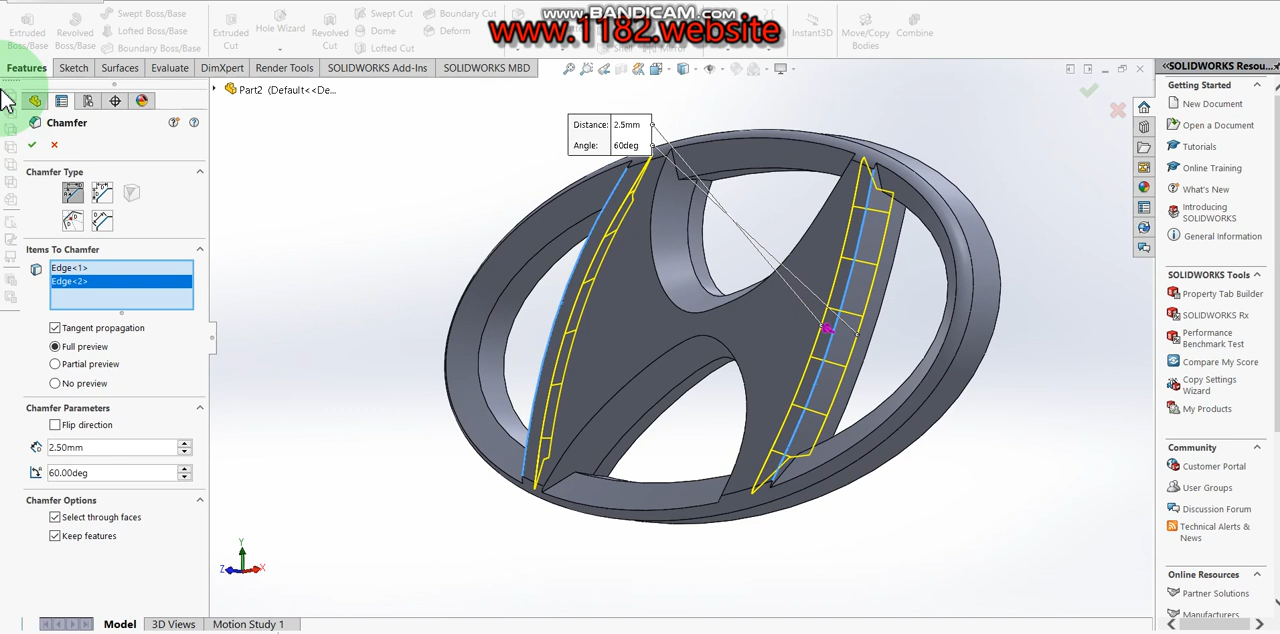 www.BANDICAM.com
www.1182.website
Extruded Boss/Base
Revolved Boss/Base
Swept Boss/Base
Lofted Boss/Base
Boundary Boss/Base
Extruded Cut
Hole Wizard
Revolved Cut
Swept Cut
Dome
Lofted Cut
Boundary Cut
Deform
Shell
Mirror
Instant3D
Move/Copy Bodies
Combine
Features
Sketch
Surfaces
Evaluate
DimXpert
Render Tools
SOLIDWORKS Add-Ins
SOLIDWORKS MBD
Part2 (Default<<De...
Chamfer
Chamfer Type
Items To Chamfer
Edge<1>
Edge<2>
Tangent propagation
Full preview
Partial preview
No preview
Chamfer Parameters
Flip direction
2.50mm
60.00deg
Chamfer Options
Select through faces
Keep features
Distance: 2.5mm
Angle: 60deg
Y
Z
X
Model
3D Views
Motion Study 1
SOLIDWORKS Resou...
Getting Started
New Document
Open a Document
Tutorials
Online Training
What's New
Introducing SOLIDWORKS
General Information
SOLIDWORKS Tools
Property Tab Builder
SOLIDWORKS Rx
Performance Benchmark Test
Compare My Score
Copy Settings Wizard
My Products
Community
Customer Portal
User Groups
Discussion Forum
Technical Alerts & News
Online Resources
Partner Solutions
Manufacturers